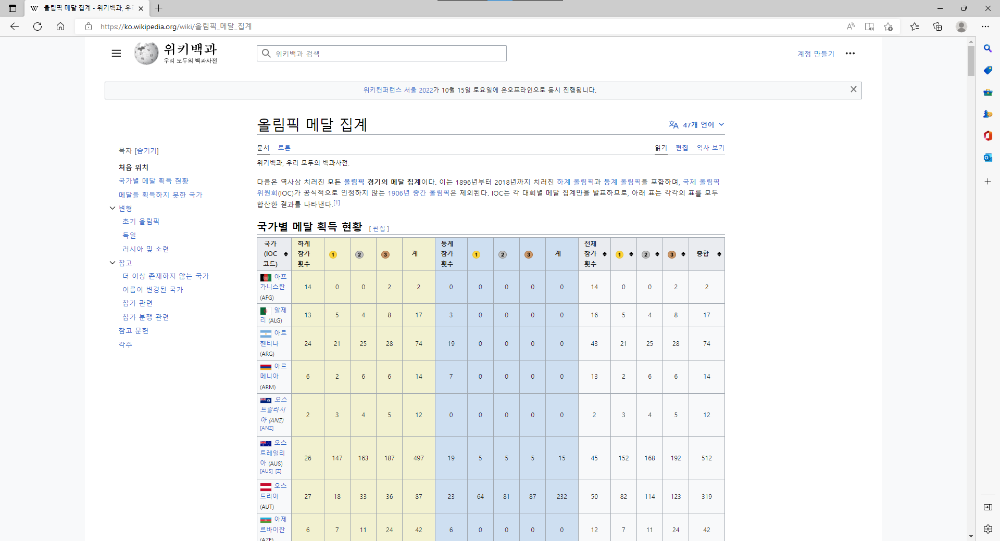 올림픽 메달 집계 - 위키백과, 우리
https://ko.wikipedia.org/wiki/올림픽_메달_집계
위키백과
우리 모두의 백과사전
위키백과 검색
계정 만들기
위키컨퍼런스 서울 2022가 10월 15일 토요일에 온오프라인으로 동시 진행됩니다.
올림픽 메달 집계
47개 언어
문서 토론 읽기 편집 역사 보기
위키백과, 우리 모두의 백과사전.
목차 [숨기기]
처음 위치
국가별 메달 획득 현황
메달을 획득하지 못한 국가
변형
초기 올림픽
독일
러시아 및 소련
참고
더 이상 존재하지 않는 국가
이름이 변경된 국가
참가 관련
참가 분쟁 관련
참고 문헌
각주
다음은 역사상 치러진 모든 올림픽 경기의 메달 집계이다. 이는 1896년부터 2018년까지 치러진 하계 올림픽과 동계 올림픽을 포함하며, 국제 올림픽
위원회(IOC)가 공식적으로 인정하지 않는 1906년 중간 올림픽은 제외된다. IOC는 각 대회별 메달 집계만을 발표하므로, 아래 표는 각각의 표를 모두
합산한 결과를 나타낸다.[1]
국가별 메달 획득 현황 [ 편집 ]
국가 (IOC 코드) 하계 참가 횟수 1 2 3 계 동계 참가 횟수 1 2 3 계 전체 참가 횟수 1 2 3 총합
아프가니스탄 (AFG) 14 0 0 2 2 0 0 0 0 0 14 0 0 2 2
알제리 (ALG) 13 5 4 8 17 3 0 0 0 0 16 5 4 8 17
아르헨티나 (ARG) 24 21 25 28 74 19 0 0 0 0 43 21 25 28 74
아르메니아 (ARM) 6 2 6 6 14 7 0 0 0 0 13 2 6 6 14
오스트랄라시아 (ANZ) [ANZ] 2 3 4 5 12 0 0 0 0 0 2 3 4 5 12
오스트레일리아 (AUS) [AUS] [Z] 26 147 163 187 497 19 5 5 5 15 45 152 168 192 512
오스트리아 (AUT) 27 18 33 36 87 23 64 81 87 232 50 82 114 123 319
아제르바이잔 (AZE) 6 7 11 24 42 6 0 0 0 0 12 7 11 24 42